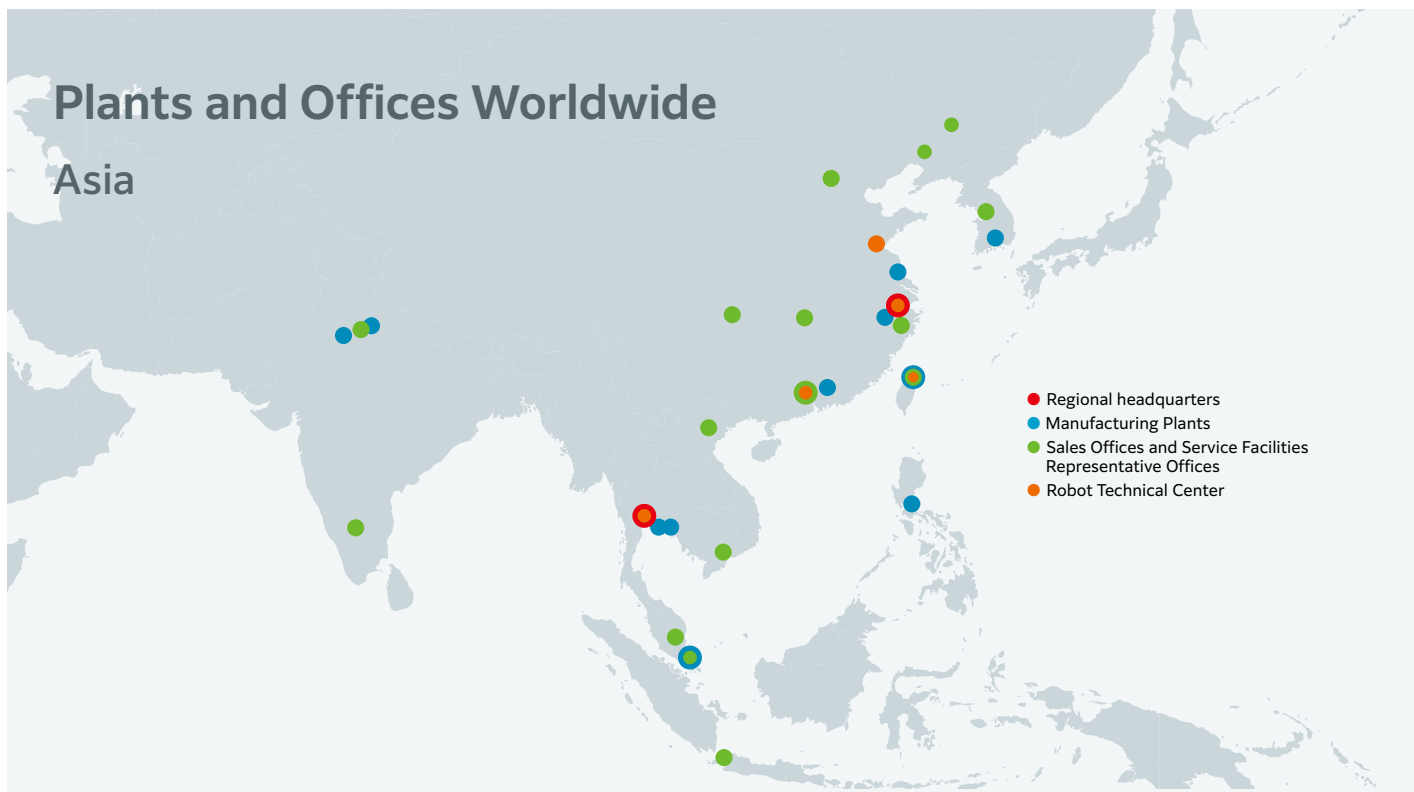 Plants and Offices Worldwide
Asia
Regional headquarters
Manufacturing Plants
Sales Offices and Service Facilities
Representative Offices
Robot Technical Center